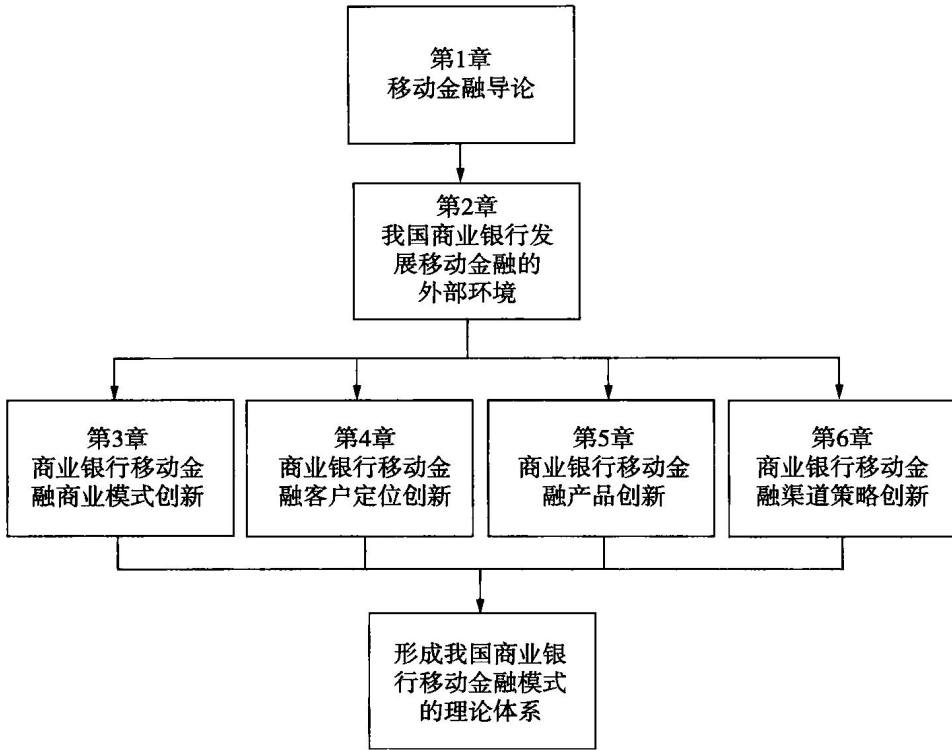 第1章
移动金融导论
第2章
我国商业银行发
展移动金融的
外部环境
第3章
商业银行移动金
融商业模式创新
第4章
商业银行移动金
融客户定位创新
第5章
商业银行移动金
融产品创新
第6章
商业银行移动金
融渠道策略创新
形成我国商业银
行移动金融模式
的理论体系